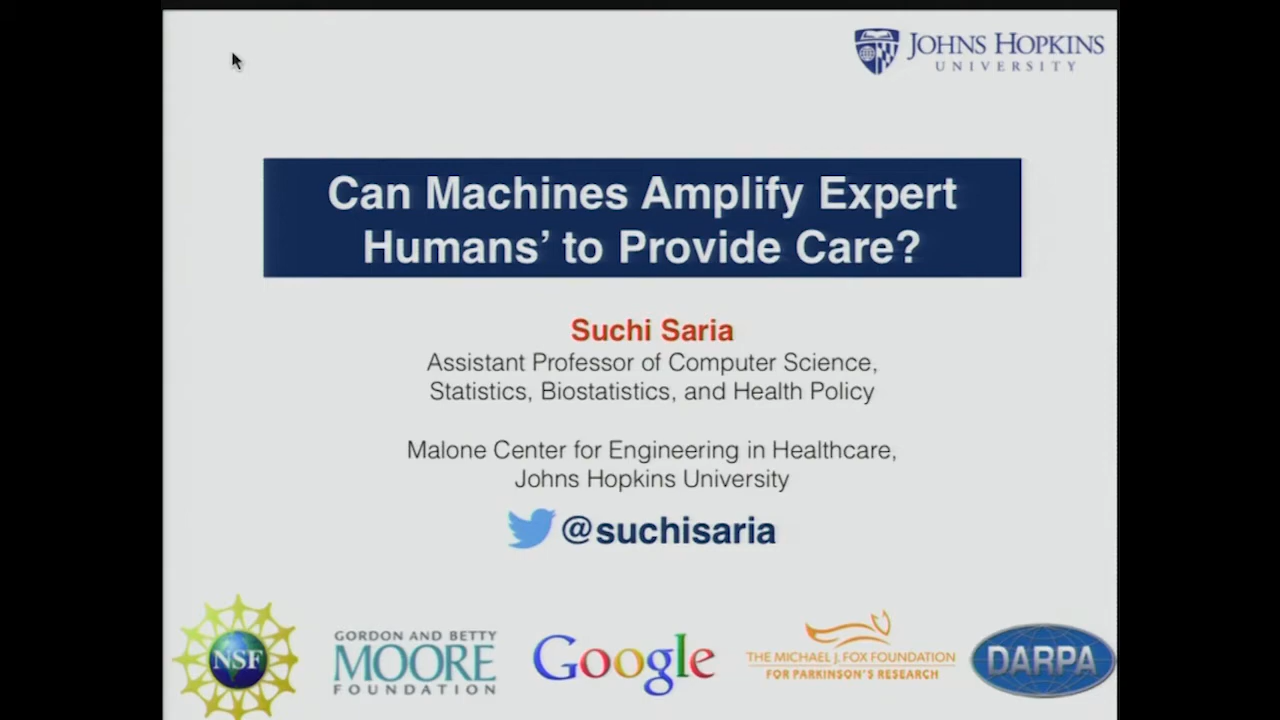 JOHNS HOPKINS
UNIVERSITY
Can Machines Amplify Expert
Humans’ to Provide Care?
Suchi Saria
Assistant Professor of Computer Science,
Statistics, Biostatistics, and Health Policy
Malone Center for Engineering in Healthcare,
Johns Hopkins University
@suchisaria
NSF
GORDON AND BETTY
MOORE
FOUNDATION
Google
THE MICHAEL J. FOX FOUNDATION
FOR PARKINSON'S RESEARCH
DARPA